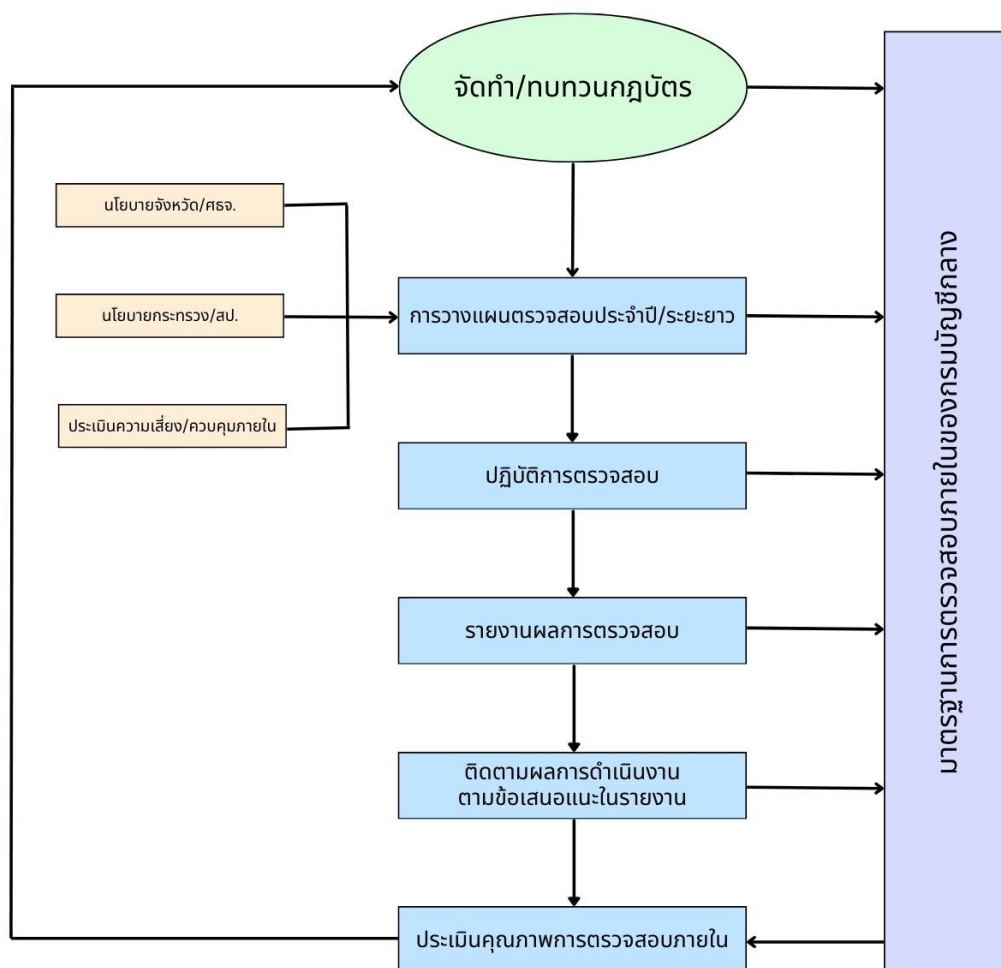 จัดทำ/ทบทวนกฎบัตร
นโยบายจังหวัด/ศธจ.
นโยบายกระทรวง/สป.
ประเมินความเสี่ยง/ควบคุมภายใน
การวางแผนตรวจสอบประจำปี/ระยะยาว
ปฏิบัติการตรวจสอบ
รายงานผลการตรวจสอบ
ติดตามผลการดำเนินงาน
ตามข้อเสนอแนะในรายงาน
ประเมินคุณภาพการตรวจสอบภายใน
มาตรฐานการตรวจสอบภายในของกรมบัญชีกลาง